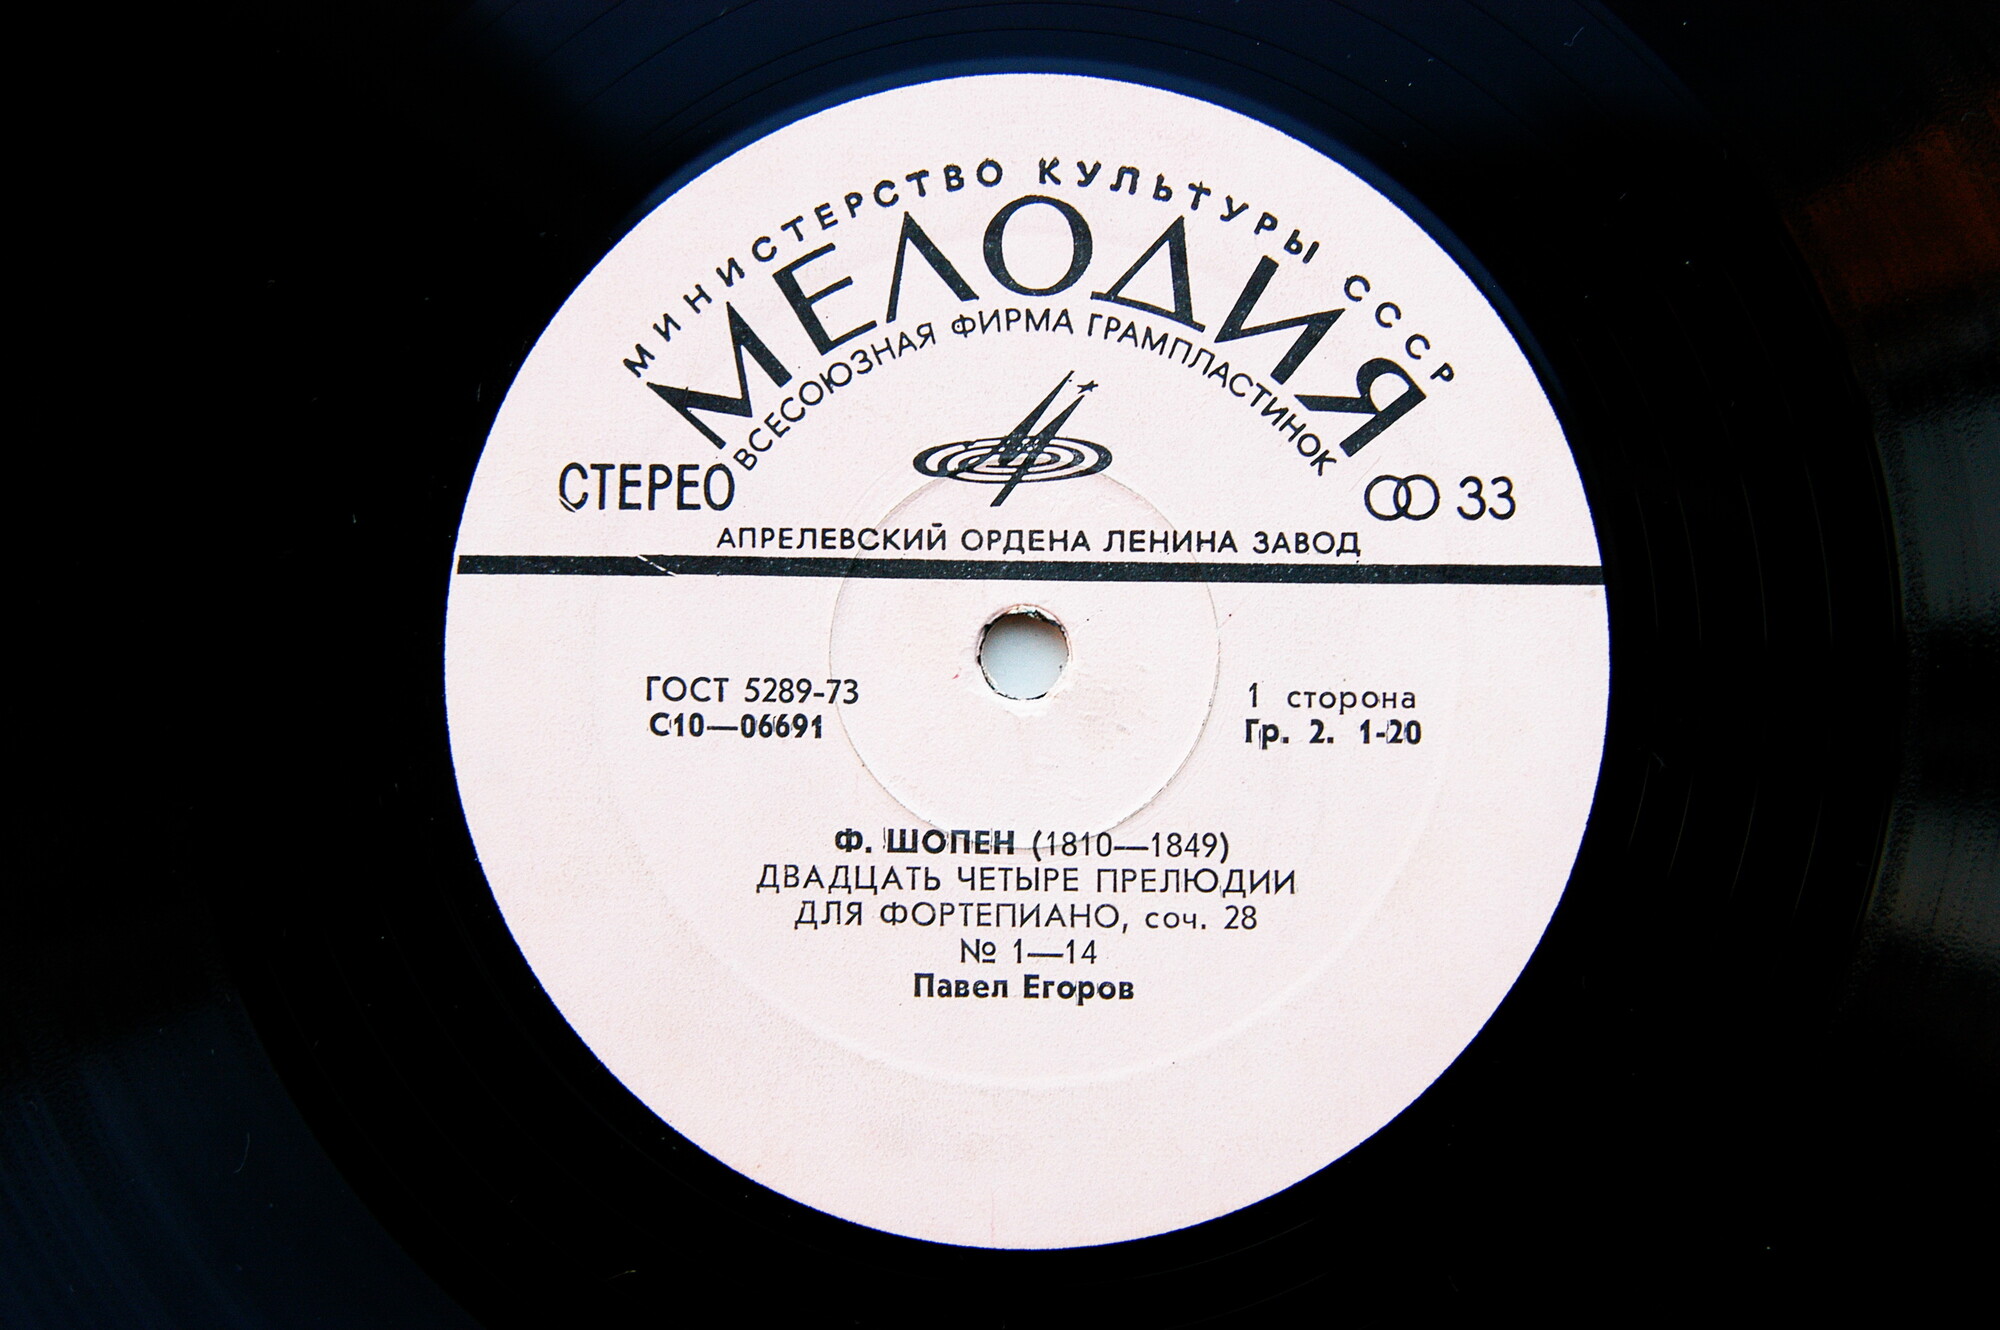 МИНИСТЕРСТВО КУЛЬТУРЫ СССР
МЕЛОДИЯ
ВСЕСОЮЗНАЯ ФИРМА ГРАМПЛАСТИНОК
СТЕРЕО
33
АПРЕЛЕВСКИЙ ОРДЕНА ЛЕНИНА ЗАВОД
ГОСТ 5289-73
С10—06691
1 сторона
Гр. 2. 1-20
Ф. ШОПЕН (1810—1849)
ДВАДЦАТЬ ЧЕТЫРЕ ПРЕЛЮДИИ
ДЛЯ ФОРТЕПИАНО, соч. 28
№ 1—14
Павел Егоров